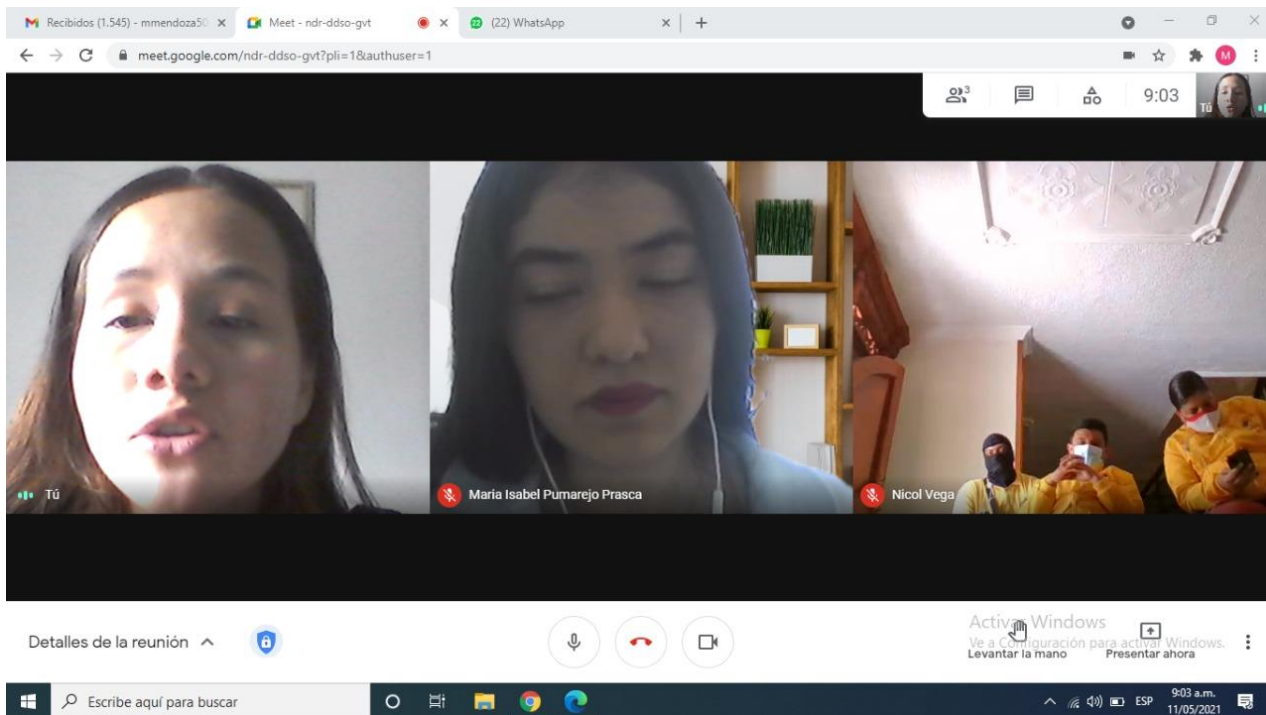 Recibidos (1.545) - mmendoza50
Meet - ndr-ddso-gvt
(22) WhatsApp
meet.google.com/ndr-ddso-gvt?pli=1&authuser=1
M
3
9:03
Tú
Tú
Maria Isabel Pumarejo Prasca
Nicol Vega
Detalles de la reunión
Activar Windows
Ve a Configuración para activar Windows.
Levantar la mano
Presentar ahora
Escribe aquí para buscar
ESP
9:03 a.m.
11/05/2021